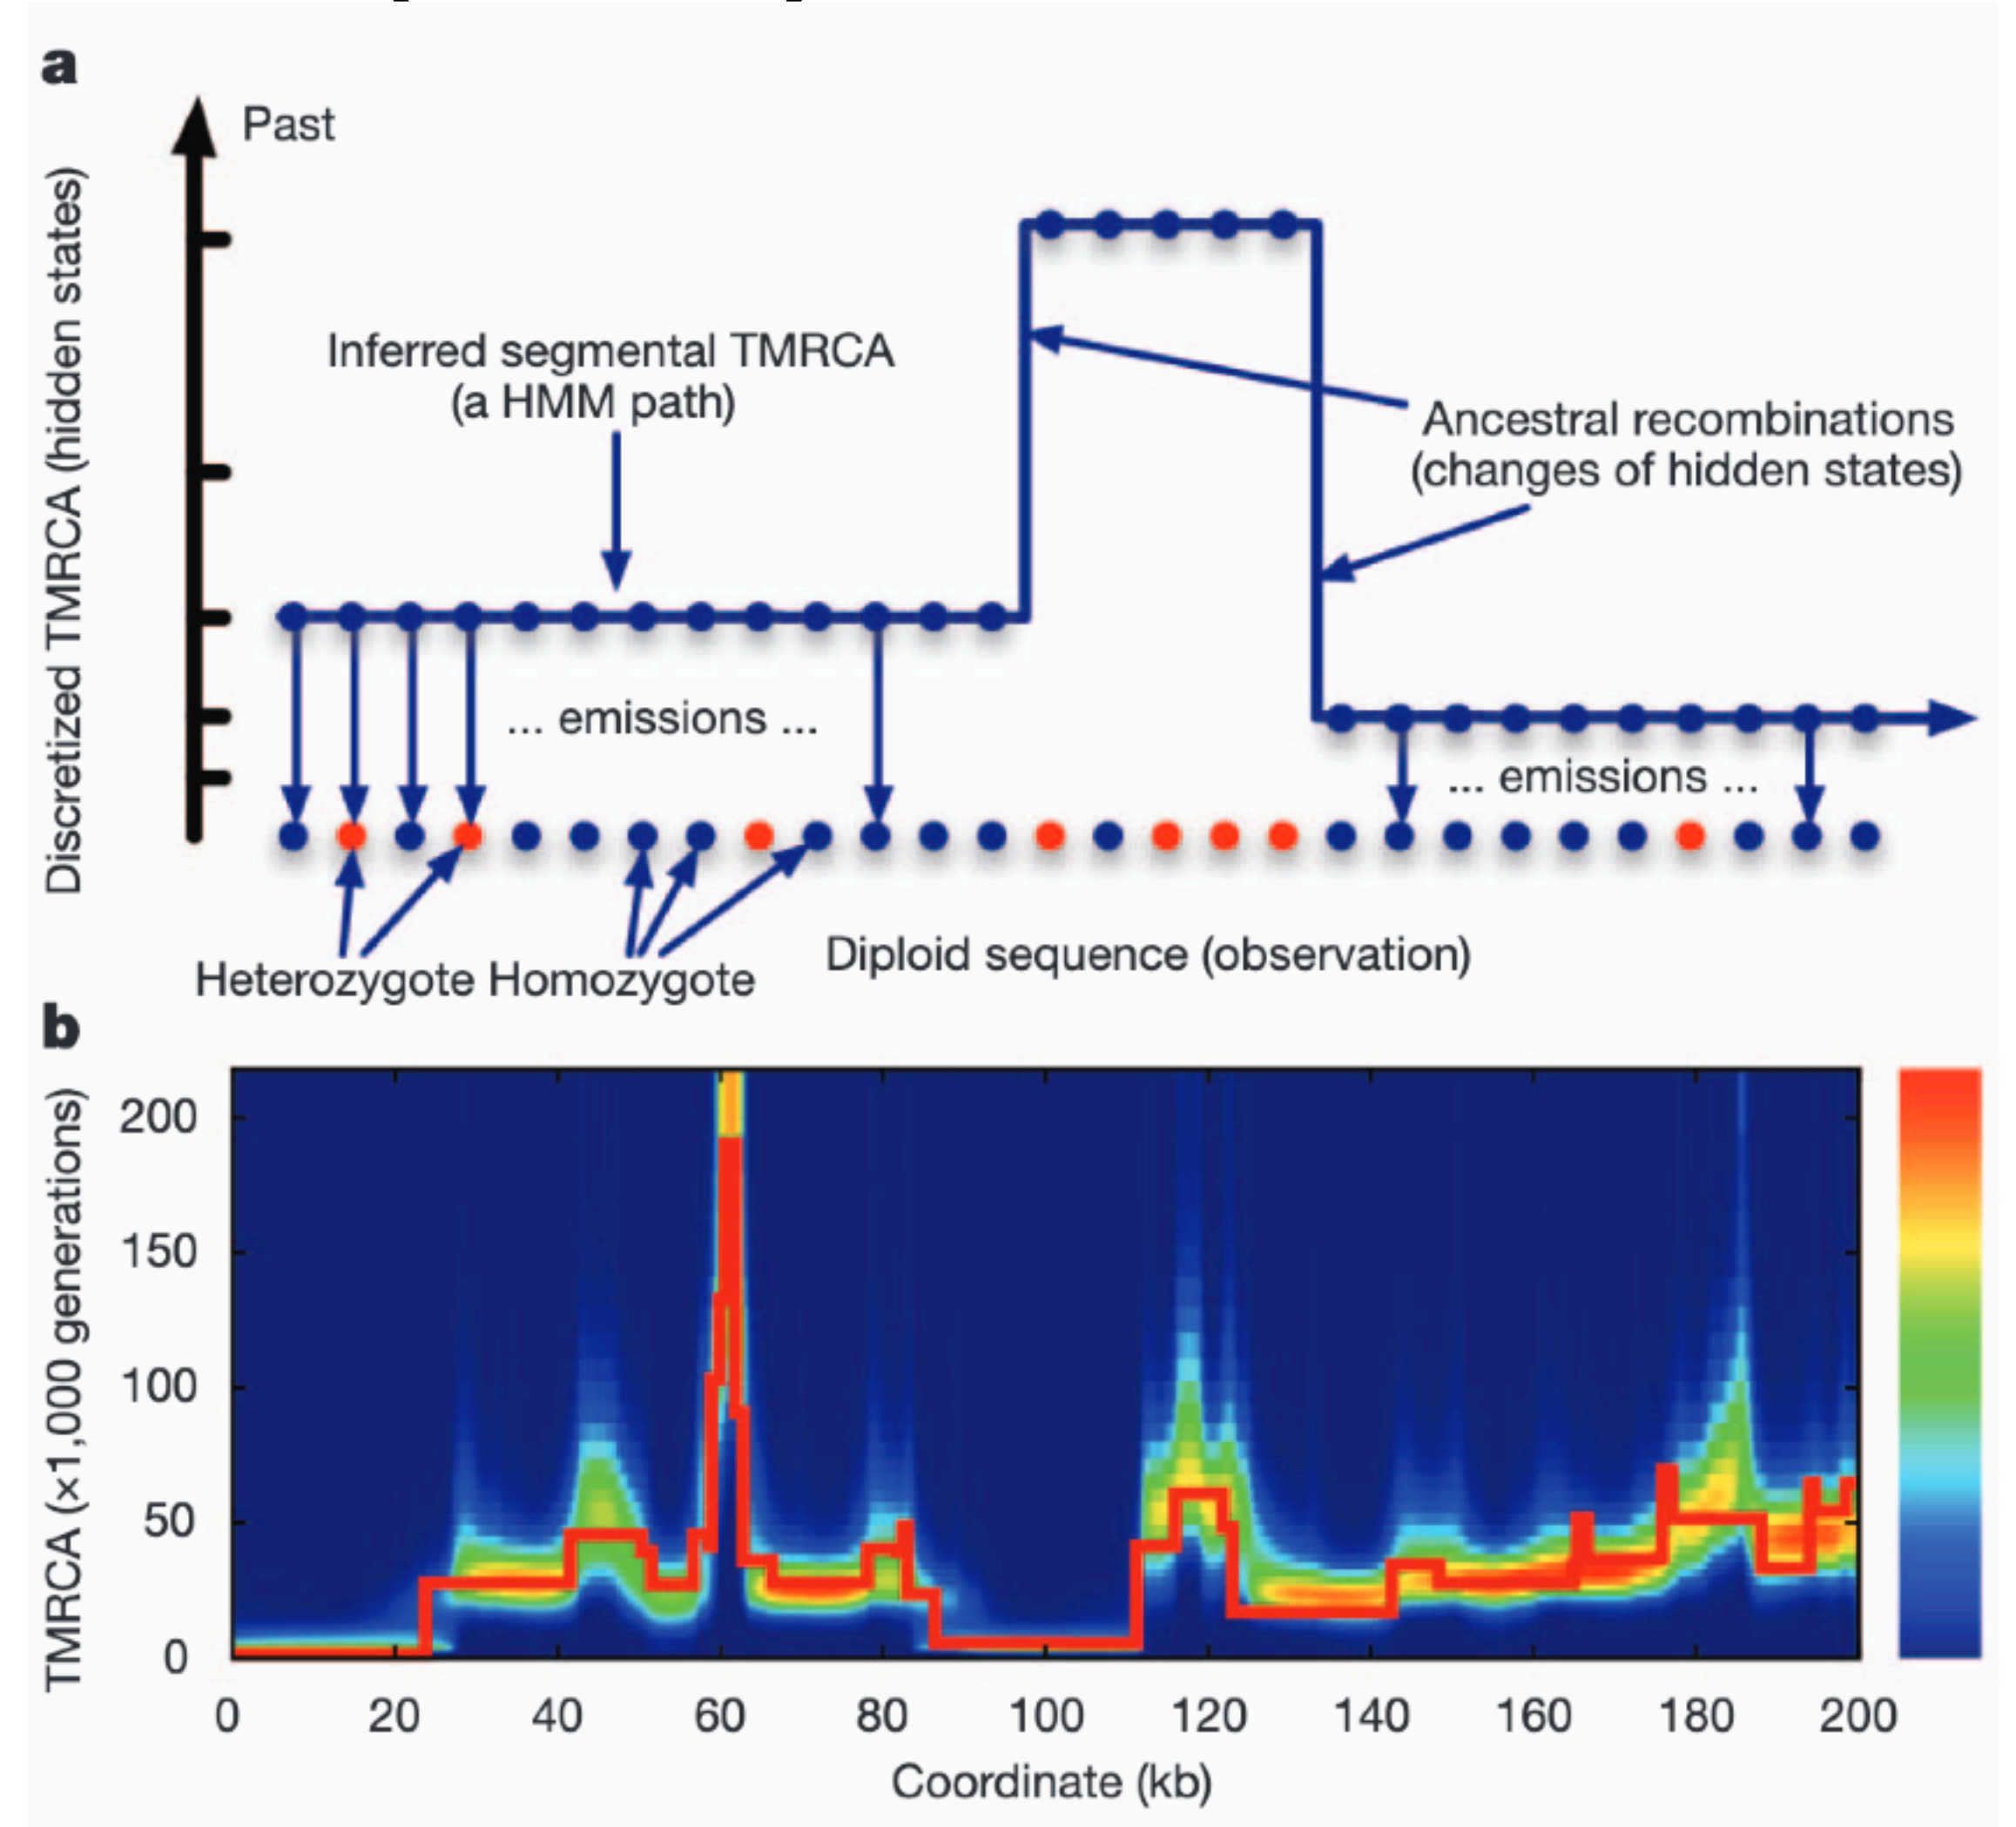 a
Past
Discretized TMRCA (hidden states)
Inferred segmental TMRCA
(a HMM path)
Ancestral recombinations
(changes of hidden states)
... emissions ...
... emissions ...
Heterozygote Homozygote
Diploid sequence (observation)
b
TMRCA (×1,000 generations)
200
150
100
50
0
0 20 40 60 80 100 120 140 160 180 200
Coordinate (kb)